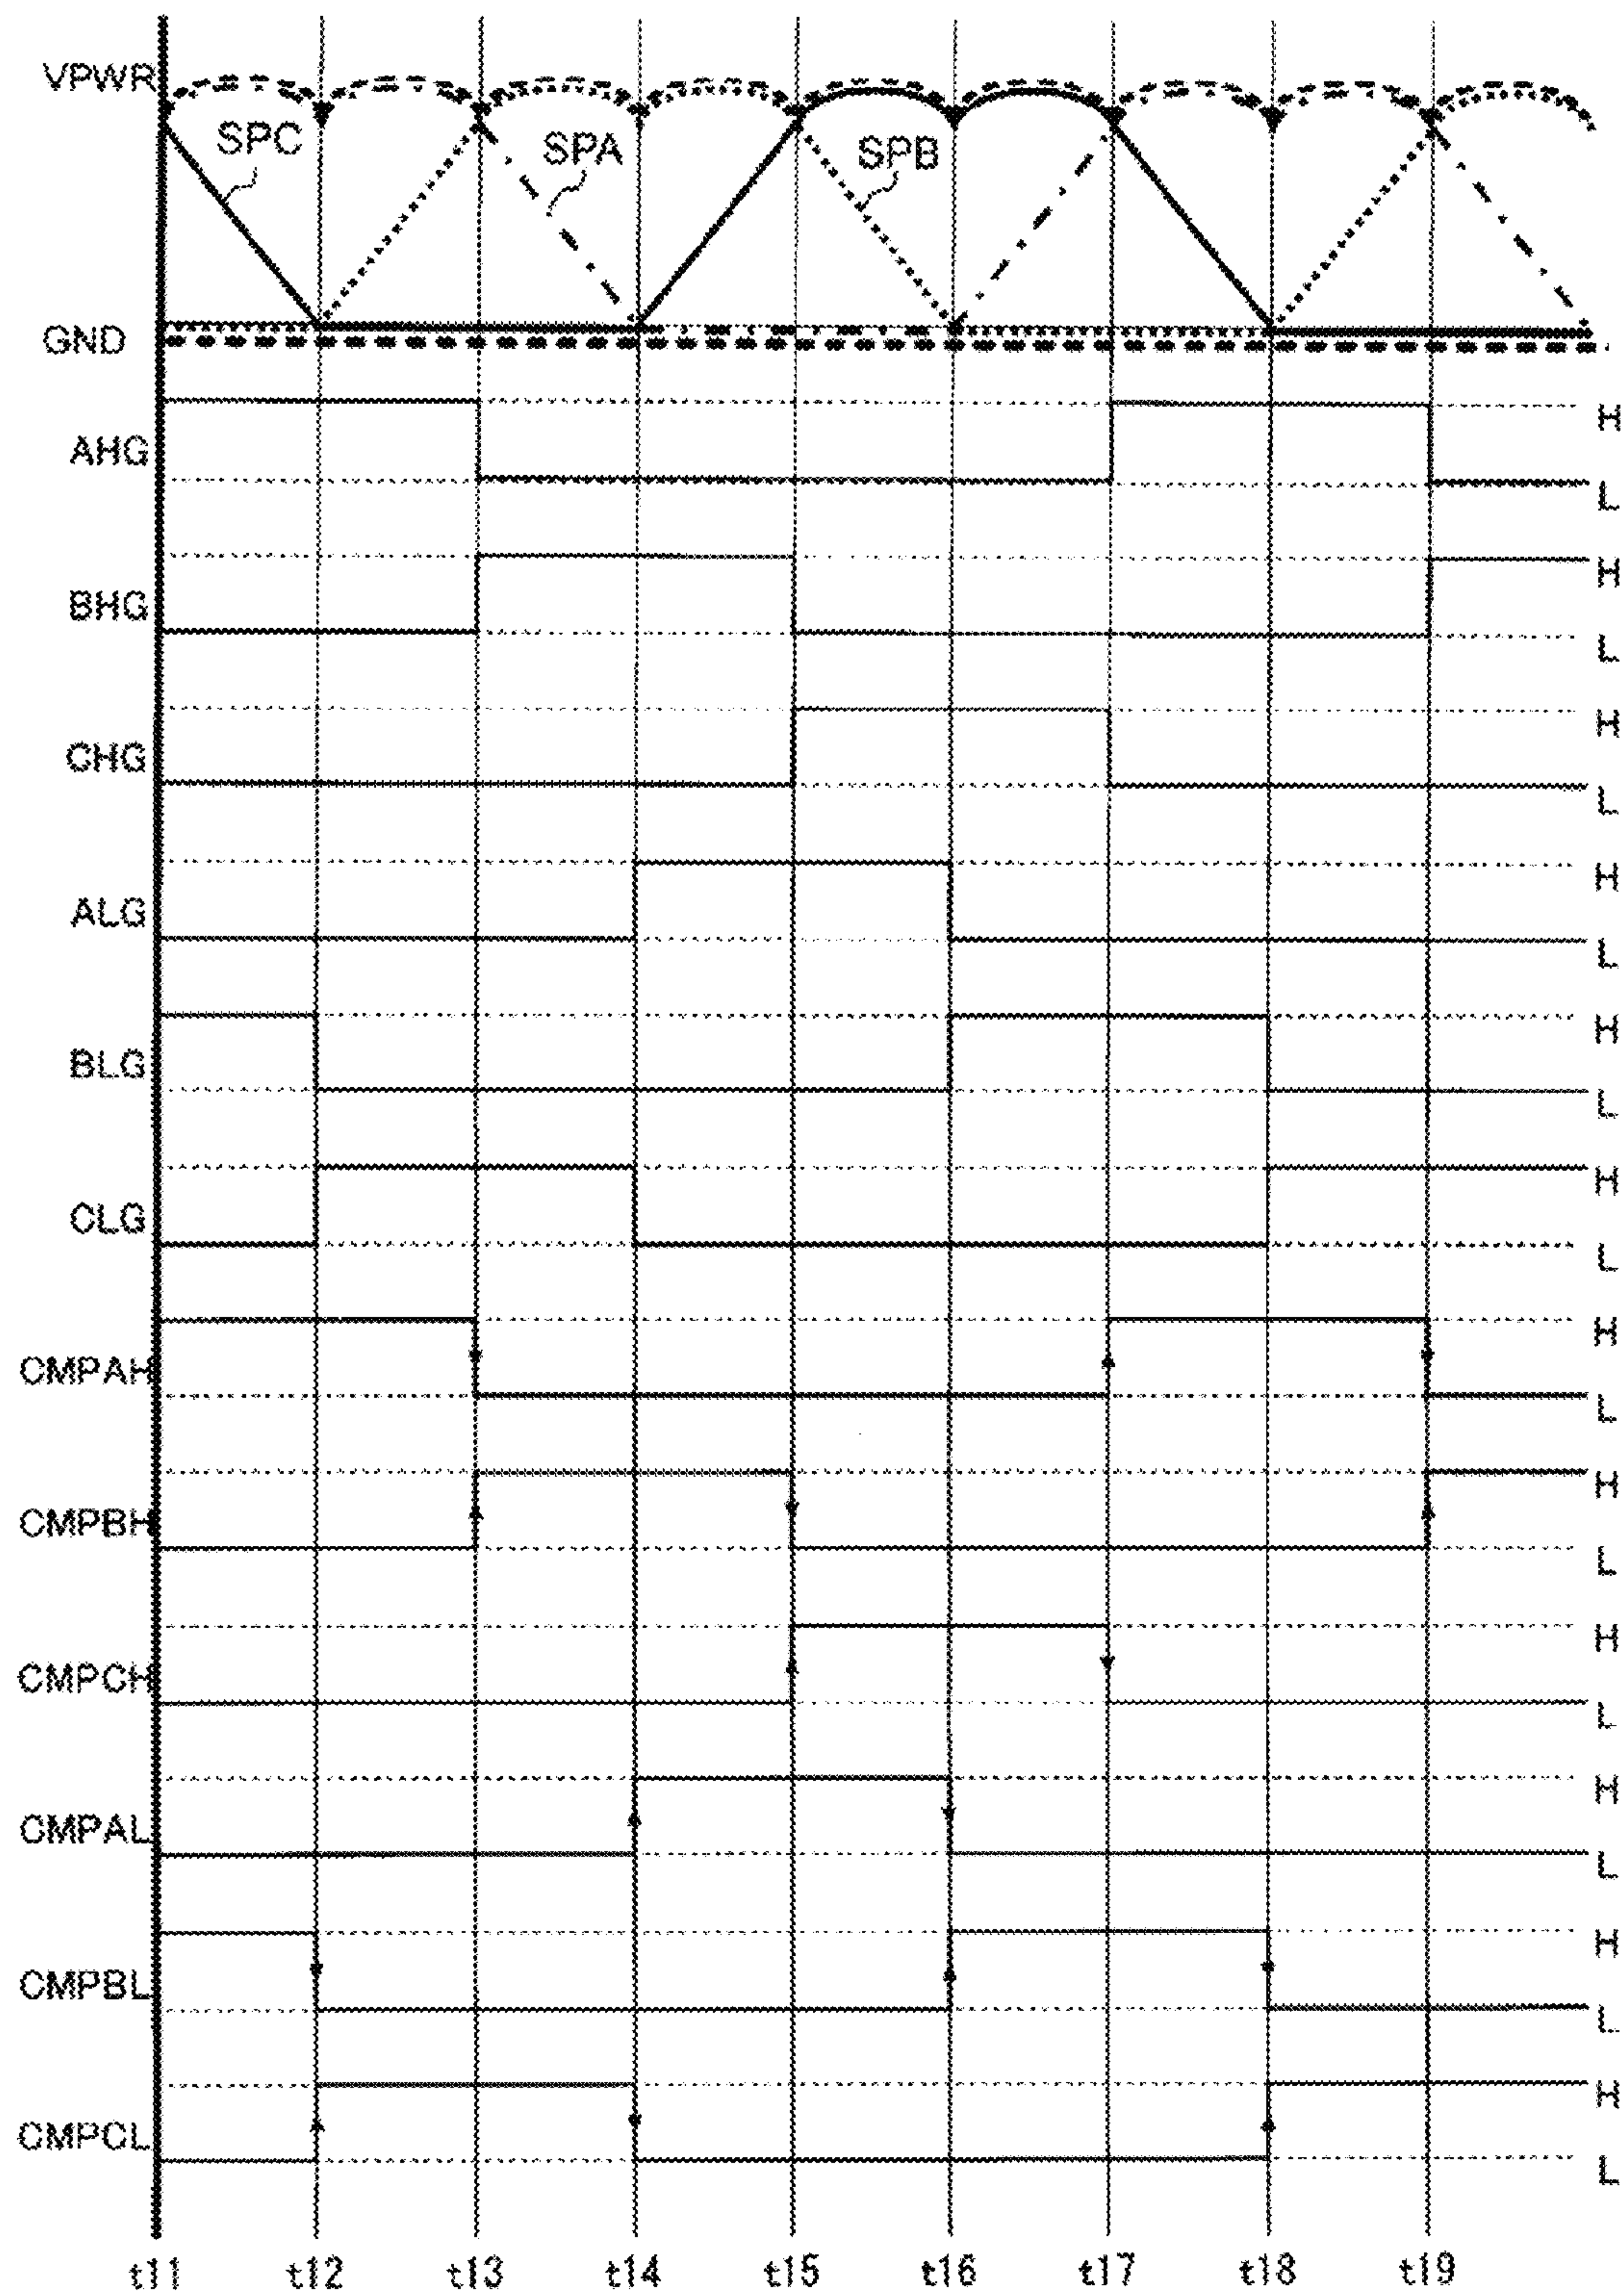 VPWR
SPC
SPA
SPB
GND
AHG
H
L
BHG
H
L
CHG
H
L
ALG
H
L
BLG
H
L
CLG
H
L
CMPAH
H
L
CMPBH
H
L
CMPCH
H
L
CMPAL
H
L
CMPBL
H
L
CMPCL
H
L
t11 t12 t13 t14 t15 t16 t17 t18 t19